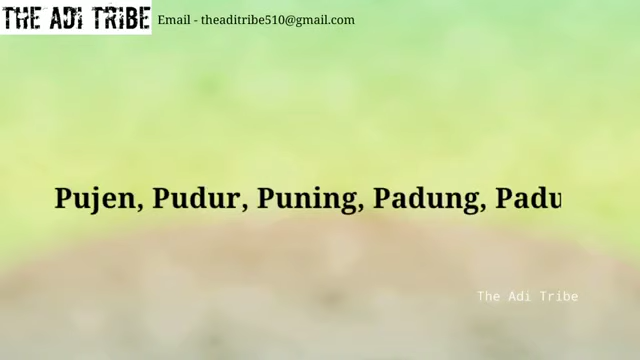 THE ADI TRIBE
Email - theaditribe510@gmail.com
Pujen, Pudur, Puning, Padung, Padu
The Adi Tribe